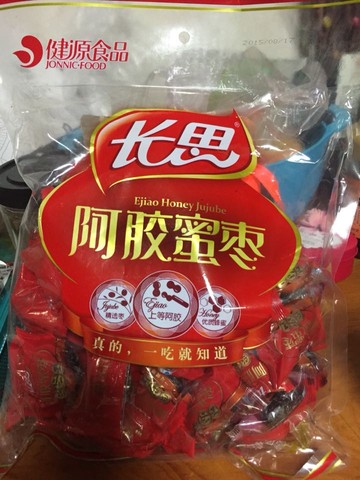 健源食品
JONNIC-FOOD
长思
Ejiao Honey Jujube
阿胶蜜枣
Jujube
精选枣
Ejiao
上等阿胶
Honey
优质蜂蜜
真的，一吃就知道